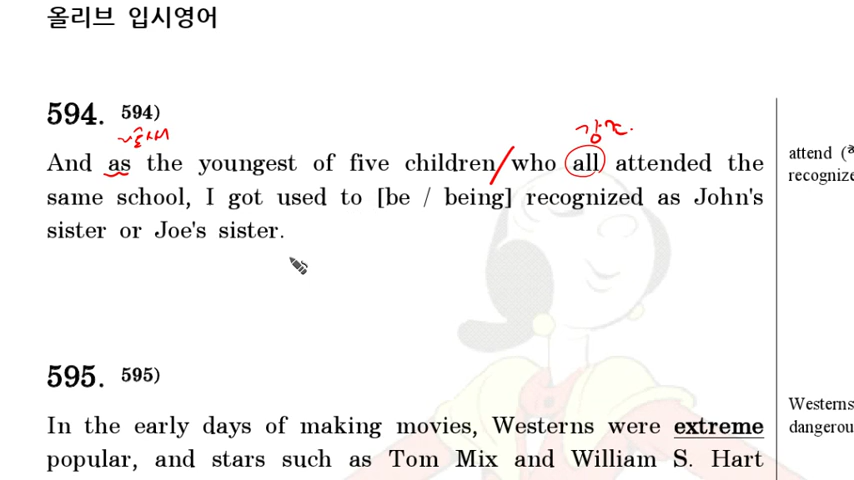 올리브 입시영어
594. 594)
~로서
강조.
And as the youngest of five children/who all attended the
same school, I got used to [be / being] recognized as John's
sister or Joe's sister.
attend (
recognize
595. 595)
In the early days of making movies, Westerns were extreme
popular, and stars such as Tom Mix and William S. Hart
Westerns
dangerou